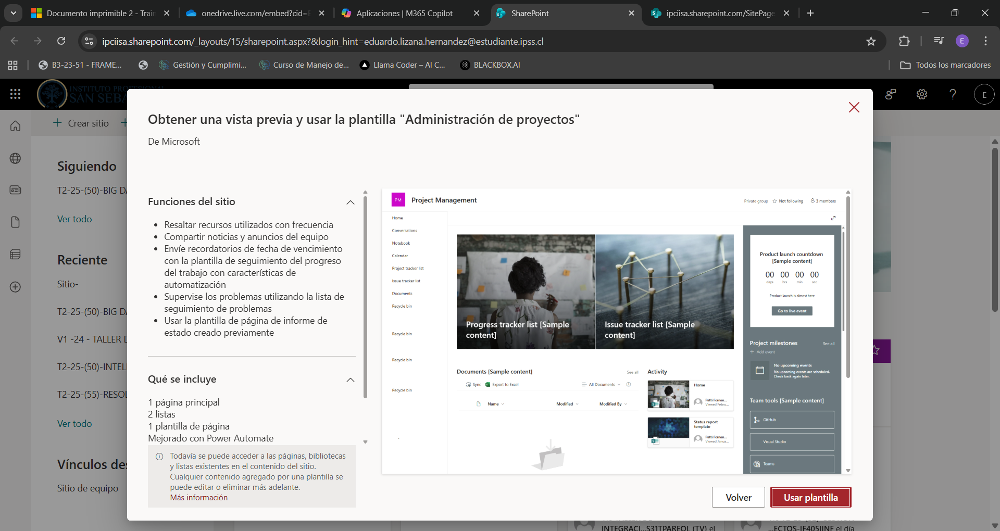 Documento imprimible 2 - Train
onedrive.live.com/embed?cid=E
Aplicaciones | M365 Copilot
SharePoint
ipciisa.sharepoint.com/SitePage
ipciisa.sharepoint.com/_layouts/15/sharepoint.aspx?&login_hint=eduardo.lizana.hernandez@estudiante.ipss.cl
E
B3-23-51 - FRAME...
Gestión y Cumplimi...
Curso de Manejo de...
Llama Coder – AI C...
BLACKBOX.AI
Todos los marcadores
INSTITUTO PROFESIONAL
SAN SEBA
E
Crear sitio
Siguiendo
T2-25-(50)-BIG DA
Ver todo
Reciente
Sitio-
T2-25-(50)-BIG DA
V1 -24 - TALLER D
T2-25-(50)-INTEL
T2-25-(55)-RESOL
Ver todo
Vínculos des
Sitio de equipo
Obtener una vista previa y usar la plantilla "Administración de proyectos"
De Microsoft
Funciones del sitio
• Resaltar recursos utilizados con frecuencia
• Compartir noticias y anuncios del equipo
• Envíe recordatorios de fecha de vencimiento
con la plantilla de seguimiento del progreso
del trabajo con características de
automatización
• Supervise los problemas utilizando la lista de
seguimiento de problemas
• Usar la plantilla de página de informe de
estado creado previamente
Qué se incluye
1 página principal
2 listas
1 plantilla de página
Mejorado con Power Automate
Todavía se puede acceder a las páginas, bibliotecas
y listas existentes en el contenido del sitio.
Cualquier contenido agregado por una plantilla se
puede editar o eliminar más adelante.
Más información
PM
Project Management
Private group
Not following
3 members
Home
Conversations
Notebook
Calendar
Project tracker list
Issue tracker list
Documents
Recycle bin
Recycle bin
Recycle bin
Recycle bin
Progress tracker list [Sample
content]
Issue tracker list [Sample
content]
Documents [Sample content]
See all
Sync
Export to Excel
All Documents
Name
Modified
Modified By
Activity
Home
Patti Fernan...
Viewed Febru...
Status report
template
Patti Fernan...
Viewed Janua...
Product launch countdown
[Sample content]
00 00 00 00
days hrs min sec
Product launch is almost here
Go to live event
Project milestones
See all
Add event
No upcoming events
No upcoming events are scheduled.
Check back again later.
Team tools [Sample content]
GitHub
Visual Studio
Teams
Volver
Usar plantilla
INTEGRACI...S31TPAREOL (TV) el
...ECTOS-IF405IINF el día